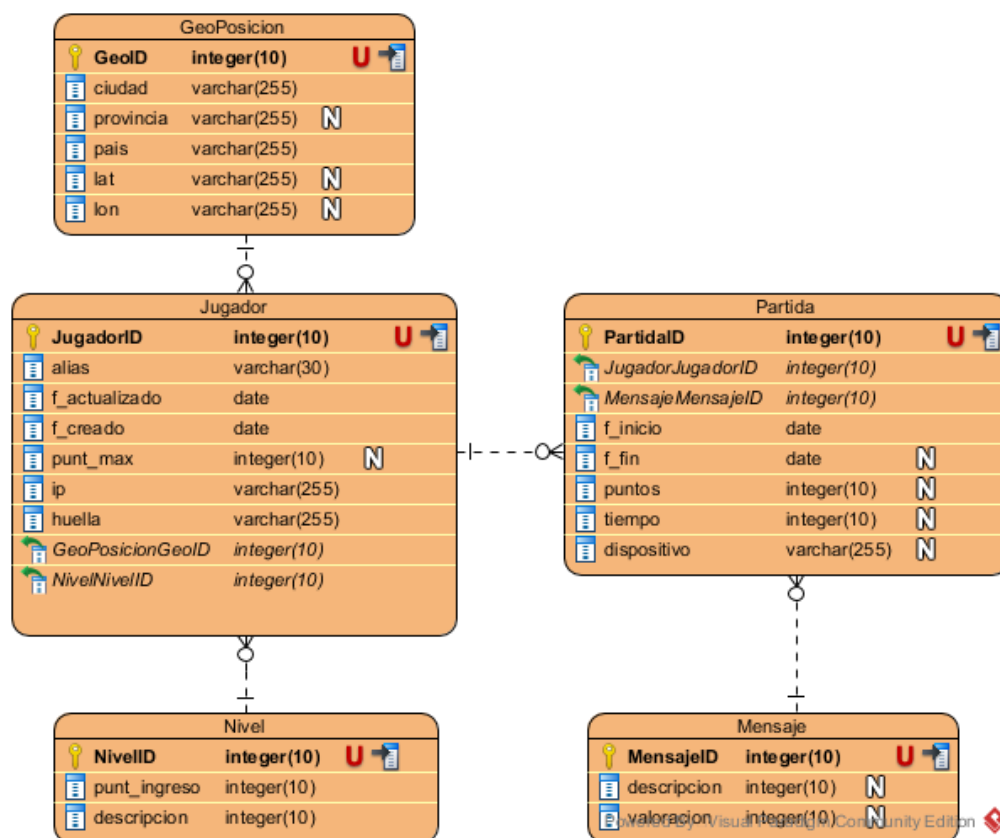 GeoPosicion
GeoID integer(10) U
ciudad varchar(255)
provincia varchar(255) N
pais varchar(255)
lat varchar(255) N
lon varchar(255) N
Jugador
JugadorID integer(10) U
alias varchar(30)
f_actualizado date
f_creado date
punt_max integer(10) N
ip varchar(255)
huella varchar(255)
GeoPosicionGeoID integer(10)
NivelNivelID integer(10)
Partida
PartidaID integer(10) U
JugadorJugadorID integer(10)
MensajeMensajeID integer(10)
f_inicio date
f_fin date N
puntos integer(10) N
tiempo integer(10) N
dispositivo varchar(255) N
Nivel
NivelID integer(10) U
punt_ingreso integer(10)
descripcion integer(10)
Mensaje
MensajeID integer(10) U
descripcion integer(10) N
valoracion integer(10) N
Powered By Visual Paradigm Community Edition